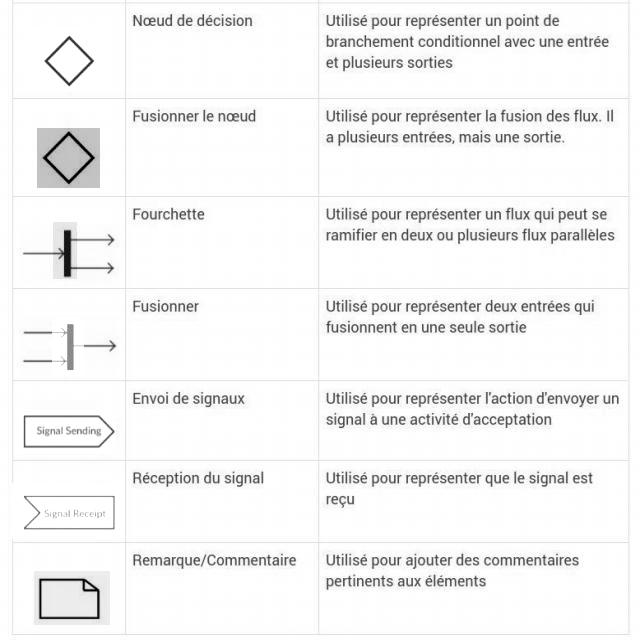 Nœud de décision
Utilisé pour représenter un point de
branchement conditionnel avec une entrée
et plusieurs sorties
Fusionner le nœud
Utilisé pour représenter la fusion des flux. Il
a plusieurs entrées, mais une sortie.
Fourchette
Utilisé pour représenter un flux qui peut se
ramifier en deux ou plusieurs flux parallèles
Fusionner
Utilisé pour représenter deux entrées qui
fusionnent en une seule sortie
Signal Sending
Envoi de signaux
Utilisé pour représenter l'action d'envoyer un
signal à une activité d'acceptation
Signal Receipt
Réception du signal
Utilisé pour représenter que le signal est
reçu
Remarque/Commentaire
Utilisé pour ajouter des commentaires
pertinents aux éléments